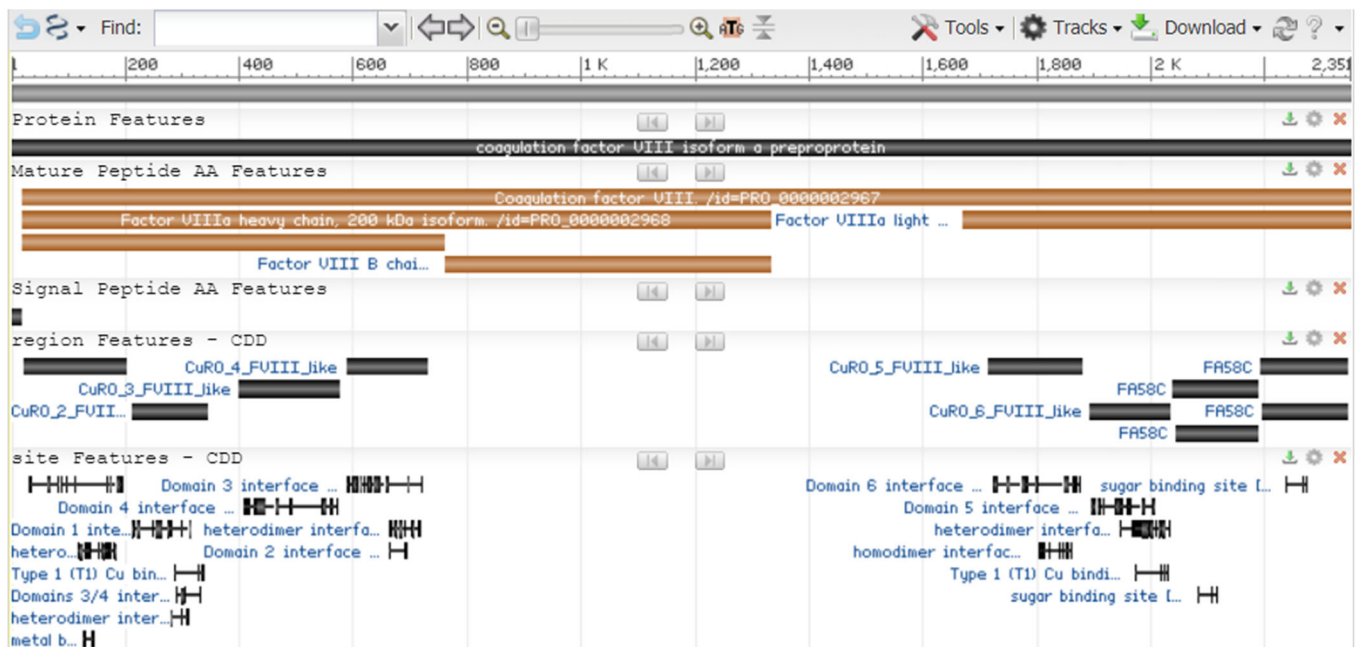 Find: ATG Tools Tracks Download ?
1 200 400 600 800 1 K 1,200 1,400 1,600 1,800 2 K 2,351
Protein Features
coagulation factor VIII isoform a preproprotein
Mature Peptide AA Features
Coagulation factor VIII. /id=PRO_0000002967
Factor VIIIa heavy chain, 200 kDa isoform. /id=PRO_0000002968 Factor VIIIa light ...
Factor VIII B chai...
Signal Peptide AA Features
region Features - CDD
CuRO_4_FVIII_like CuRO_5_FVIII_like FA58C
CuRO_3_FVIII_like FA58C
CuRO_2_FVII... CuRO_6_FVIII_like FA58C
FA58C
site Features - CDD
Domain 3 interface ... Domain 6 interface ... sugar binding site [...
Domain 4 interface ... Domain 5 interface ...
Domain 1 inte... heterodimer interfa... heterodimer interfa...
hetero... Domain 2 interface ... homodimer interfac...
Type 1 (T1) Cu bin... Type 1 (T1) Cu bindi...
Domains 3/4 inter... sugar binding site [...
heterodimer inter...
metal b...